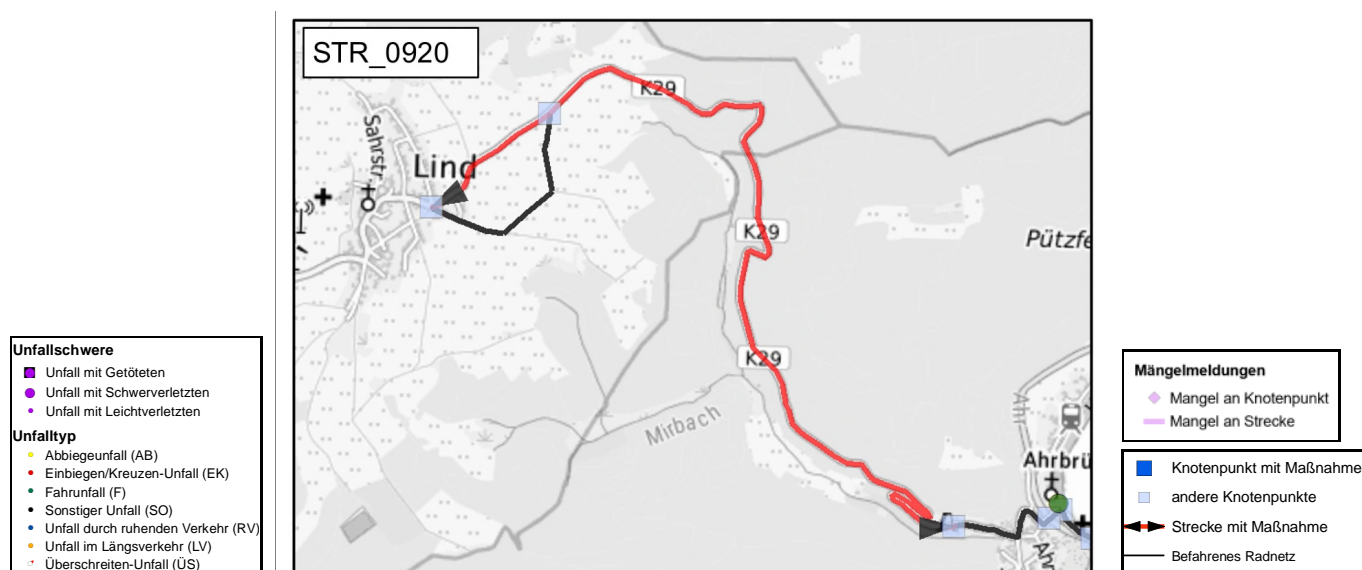 STR_0920
K29
Sahrstr.
Lind
K29
Pützfe
K29
Mirbach
Ahr
Ahrbrü
Ahr
Unfallschwere
Unfall mit Getöteten
Unfall mit Schwerverletzten
Unfall mit Leichtverletzten
Unfalltyp
Abbiegeunfall (AB)
Einbiegen/Kreuzen-Unfall (EK)
Fahrunfall (F)
Sonstiger Unfall (SO)
Unfall durch ruhenden Verkehr (RV)
Unfall im Längsverkehr (LV)
Überschreiten-Unfall (ÜS)
Mängelmeldungen
Mangel an Knotenpunkt
Mangel an Strecke
Knotenpunkt mit Maßnahme
andere Knotenpunkte
Strecke mit Maßnahme
Befahrenes Radnetz